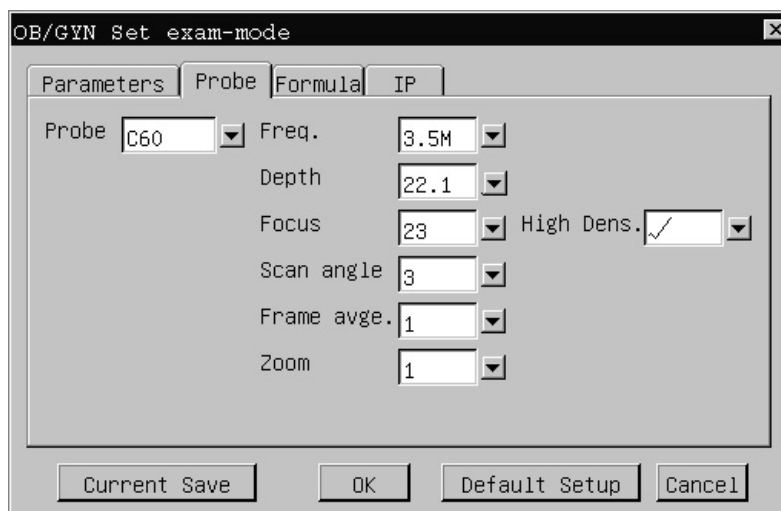 OB/GYN Set exam-mode
Parameters Probe Formula IP
Probe C60 Freq. 3.5M
Depth 22.1
Focus 23 High Dens. ✓
Scan angle 3
Frame avge. 1
Zoom 1
Current Save OK Default Setup Cancel